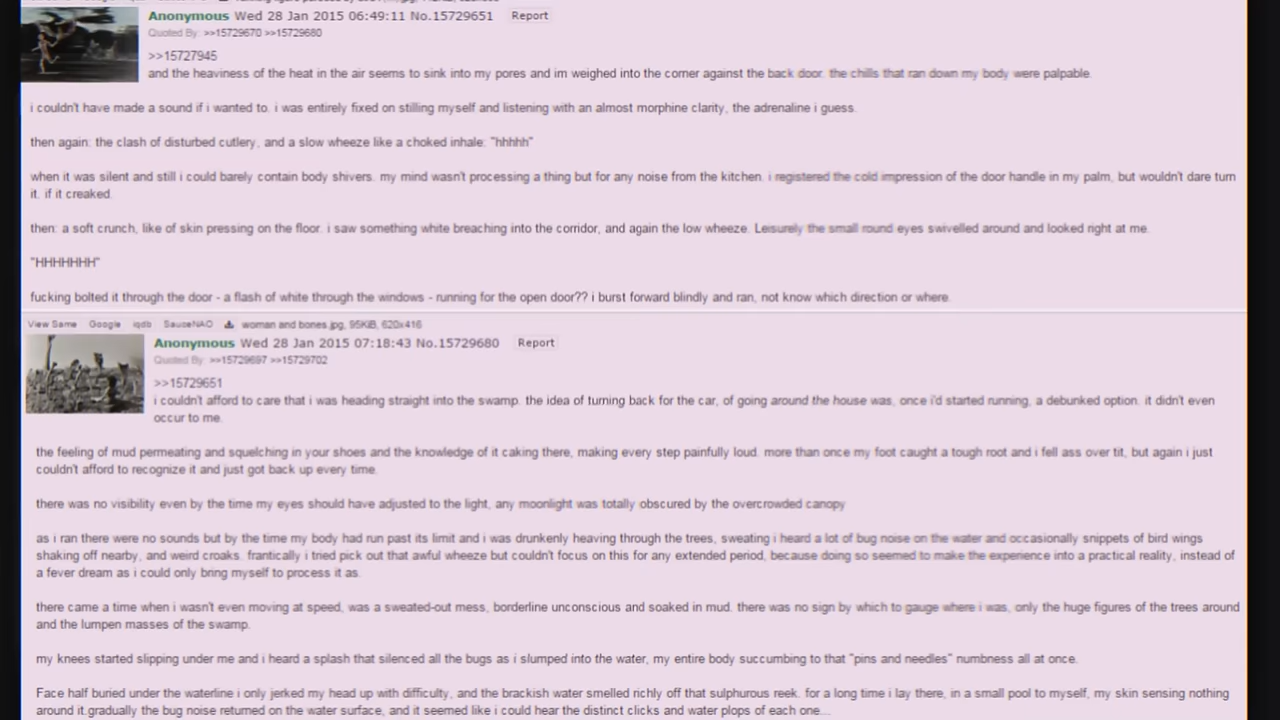 Anonymous Wed 28 Jan 2015 06:49:11 No.15729651 Report
Quoted By: >>15729670 >>15729680
>>15727945
and the heaviness of the heat in the air seems to sink into my pores and im weighed into the corner against the back door. the chills that ran down my body were palpable.
i couldn't have made a sound if i wanted to. i was entirely fixed on stilling myself and listening with an almost morphine clarity, the adrenaline i guess.
then again: the clash of disturbed cutlery, and a slow wheeze like a choked inhale: "hhhhh"
when it was silent and still i could barely contain body shivers. my mind wasn't processing a thing but for any noise from the kitchen. i registered the cold impression of the door handle in my palm, but wouldn't dare turn
it. if it creaked.
then: a soft crunch, like of skin pressing on the floor. i saw something white breaching into the corridor, and again the low wheeze. Leisurely the small round eyes swivelled around and looked right at me.
"HHHHHHH"
fucking bolted it through the door - a flash of white through the windows - running for the open door?? i burst forward blindly and ran, not know which direction or where.
View Same Google iqdb SauceNAO woman and bones.jpg, 95KiB, 620x416
Anonymous Wed 28 Jan 2015 07:18:43 No.15729680 Report
Quoted By: >>15729697 >>15729702
>>15729651
i couldn't afford to care that i was heading straight into the swamp. the idea of turning back for the car, of going around the house was, once i'd started running, a debunked option. it didn't even
occur to me.
the feeling of mud permeating and squelching in your shoes and the knowledge of it caking there, making every step painfully loud. more than once my foot caught a tough root and i fell ass over tit, but again i just
couldn't afford to recognize it and just got back up every time.
there was no visibility even by the time my eyes should have adjusted to the light, any moonlight was totally obscured by the overcrowded canopy
as i ran there were no sounds but by the time my body had run past its limit and i was drunkenly heaving through the trees, sweating i heard a lot of bug noise on the water and occasionally snippets of bird wings
shaking off nearby, and weird croaks. frantically i tried pick out that awful wheeze but couldn't focus on this for any extended period, because doing so seemed to make the experience into a practical reality, instead of
a fever dream as i could only bring myself to process it as.
there came a time when i wasn't even moving at speed, was a sweated-out mess, borderline unconscious and soaked in mud. there was no sign by which to gauge where i was, only the huge figures of the trees around
and the lumpen masses of the swamp.
my knees started slipping under me and i heard a splash that silenced all the bugs as i slumped into the water, my entire body succumbing to that "pins and needles" numbness all at once.
Face half buried under the waterline i only jerked my head up with difficulty, and the brackish water smelled richly off that sulphurous reek. for a long time i lay there, in a small pool to myself, my skin sensing nothing
around it.gradually the bug noise returned on the water surface, and it seemed like i could hear the distinct clicks and water plops of each one...